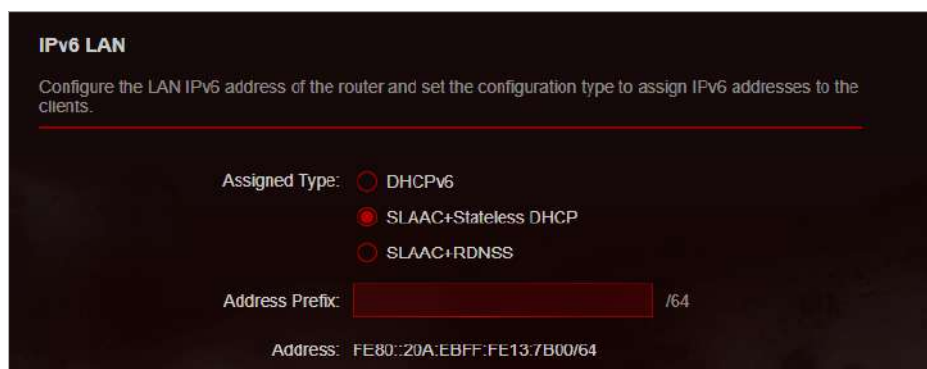 IPv6 LAN
Configure the LAN IPv6 address of the router and set the configuration type to assign IPv6 addresses to the
clients.
Assigned Type: DHCPv6
SLAAC+Stateless DHCP
SLAAC+RDNSS
Address Prefix: /64
Address: FE80::20A:EBFF:FE13:7B00/64